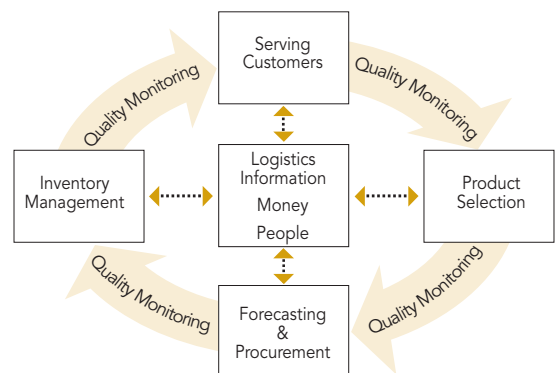 Serving
Customers
Quality Monitoring
Quality Monitoring
Inventory
Management
Logistics
Information
Money
People
Product
Selection
Quality Monitoring
Quality Monitoring
Forecasting
&
Procurement